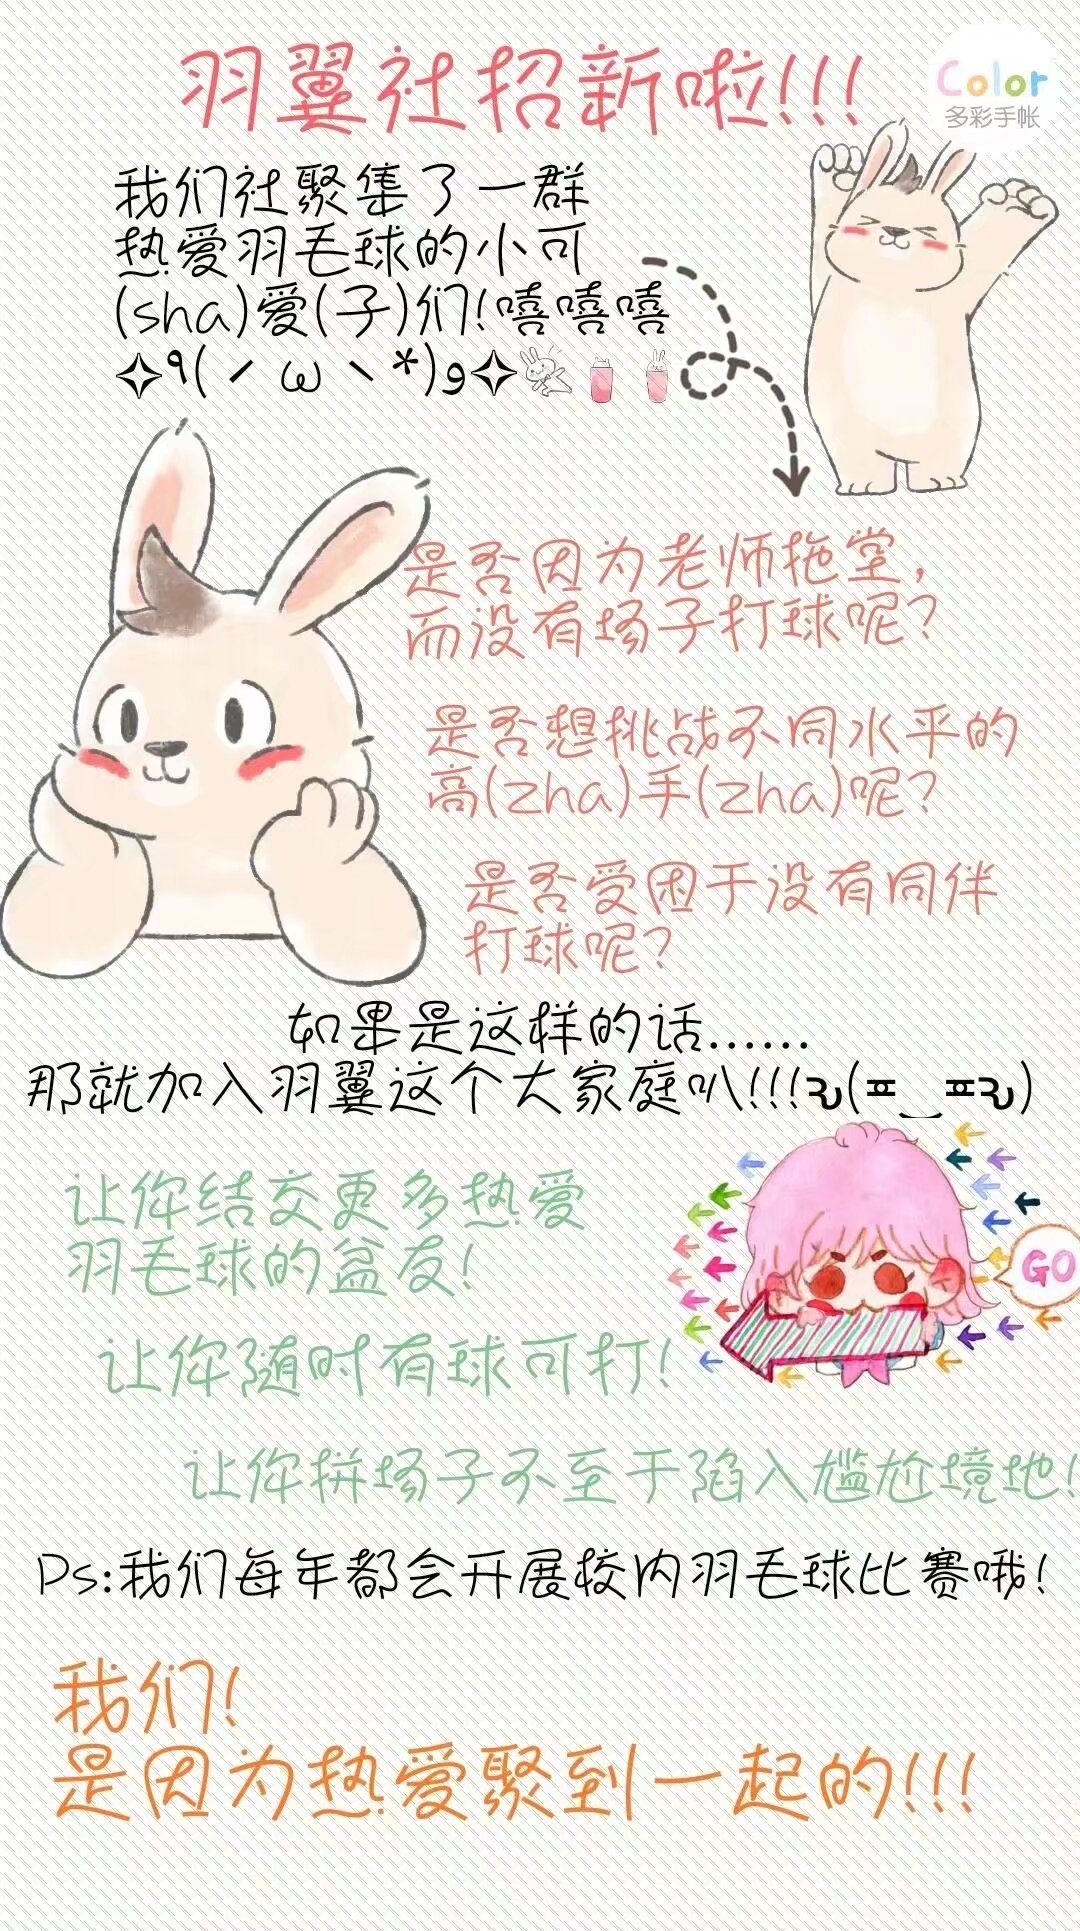 羽翼社招新啦!!!
Color
多彩手帐
我们社聚集了一群
热爱羽毛球的小可
(sha)爱(子)们!嘻嘻嘻
✧٩(ˊωˋ*)و✧
是否因为老师拖堂,
而没有场子打球呢?
是否想挑战不同水平的
高(zha)手(zha)呢?
是否受困于没有同伴
打球呢?
如果是这样的话……
那就加入羽翼这个大家庭叭!!!ԅ(ㅍ_ㅍԅ)
让你结交更多热爱
羽毛球的盆友!
GO
让你随时有球可打!
让你拼场子不至于陷入尴尬境地!
Ps:我们每年都会开展校内羽毛球比赛哦!
我们!
是因为热爱聚到一起的!!!